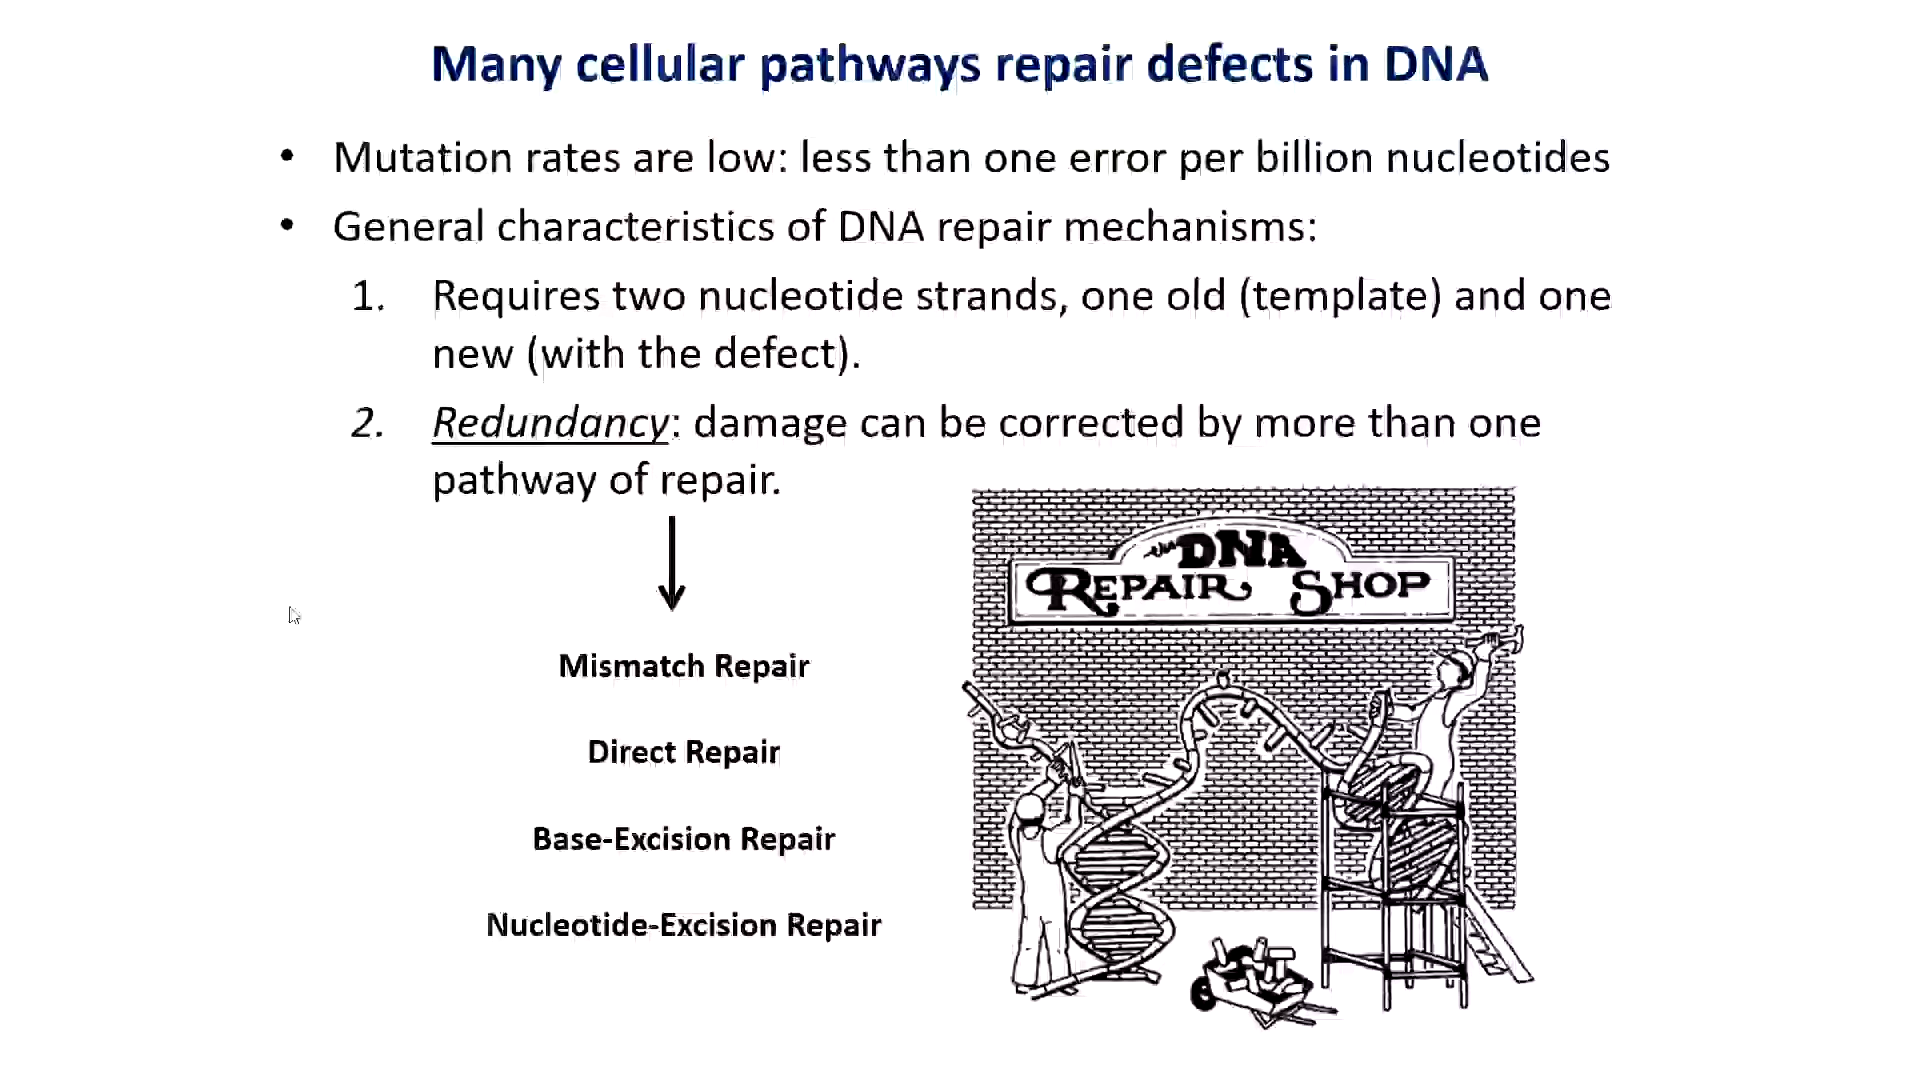 Many cellular pathways repair defects in DNA
• Mutation rates are low: less than one error per billion nucleotides
• General characteristics of DNA repair mechanisms:
1. Requires two nucleotide strands, one old (template) and one
new (with the defect).
2. Redundancy: damage can be corrected by more than one
pathway of repair.
the DNA
REPAIR SHOP
Mismatch Repair
Direct Repair
Base-Excision Repair
Nucleotide-Excision Repair